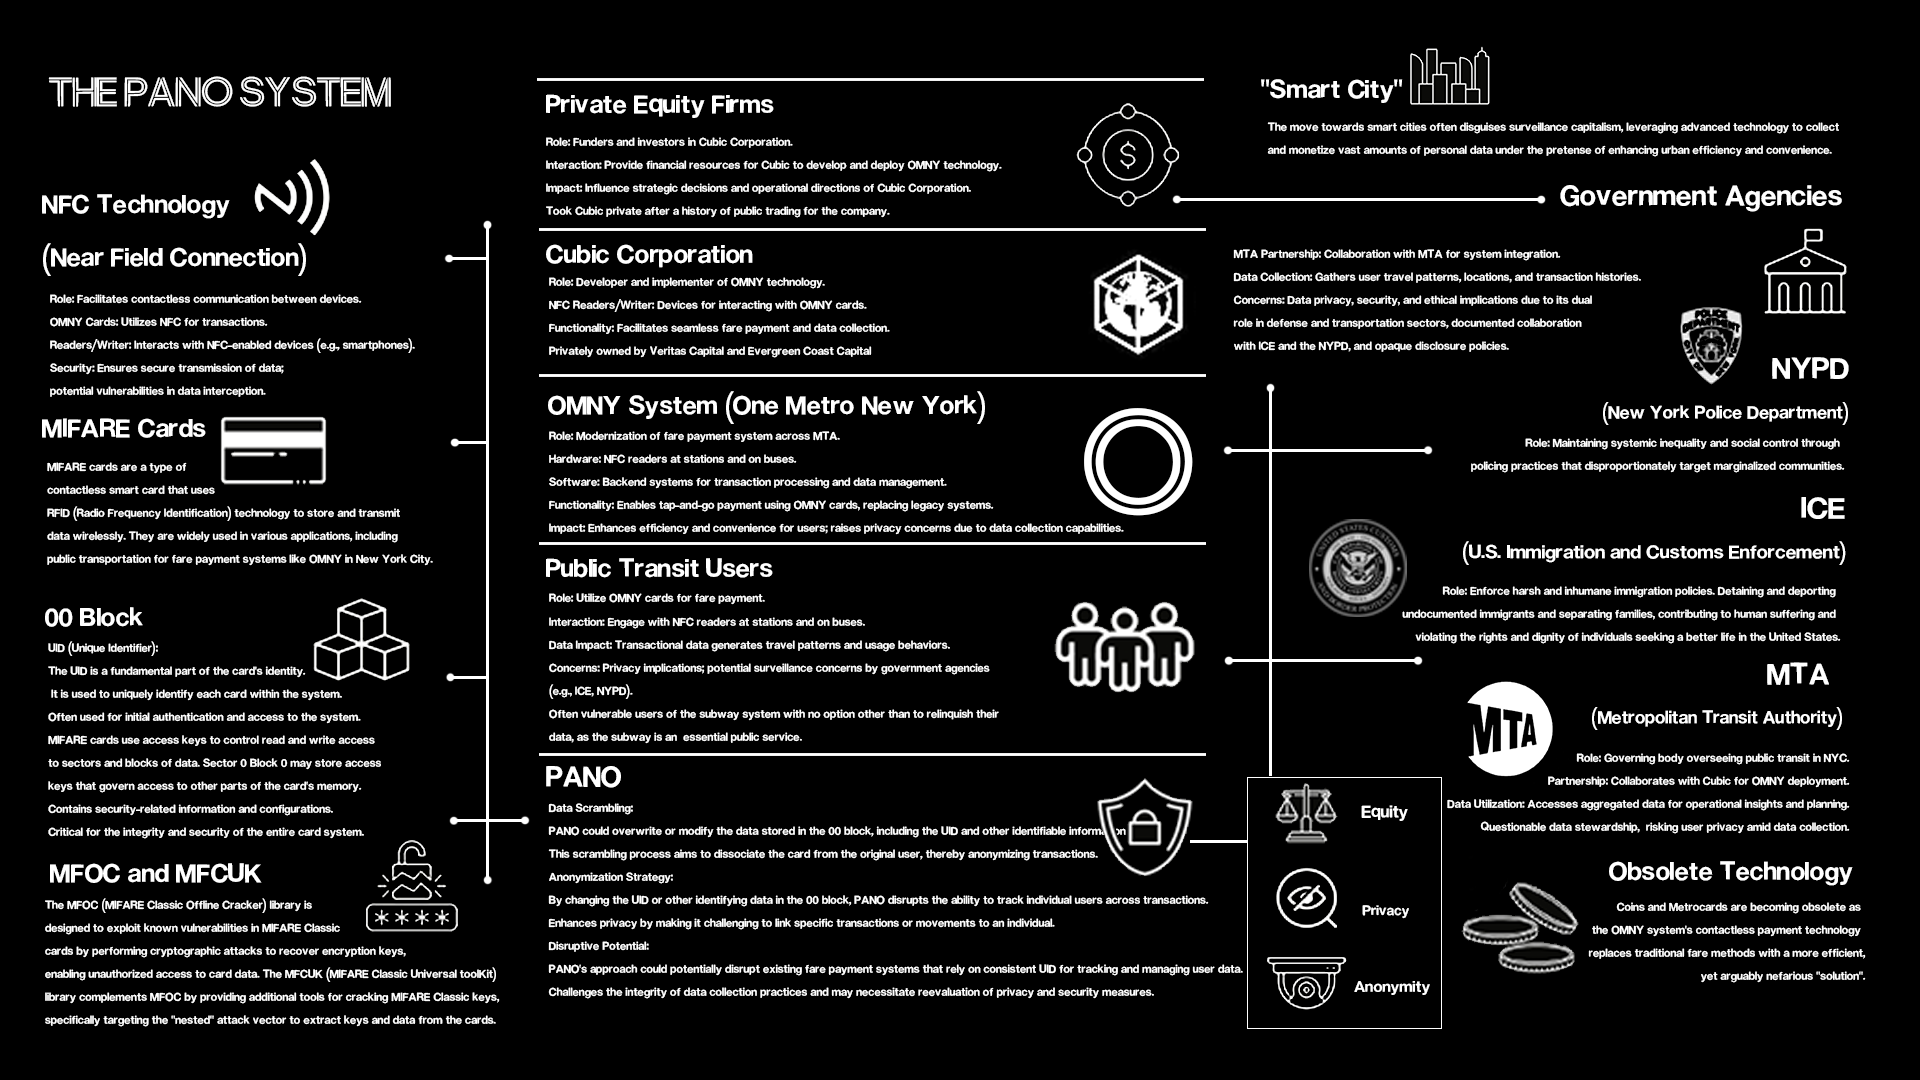 THE PANO SYSTEM
NFC Technology
(Near Field Connection)
Role: Facilitates contactless communication between devices.
OMNY Cards: Utilizes NFC for transactions.
Readers/Writer: Interacts with NFC-enabled devices (e.g., smartphones).
Security: Ensures secure transmission of data;
potential vulnerabilities in data interception.
MIFARE Cards
MIFARE cards are a type of
contactless smart card that uses
RFID (Radio Frequency Identification) technology to store and transmit
data wirelessly. They are widely used in various applications, including
public transportation for fare payment systems like OMNY in New York City.
00 Block
UID (Unique Identifier):
The UID is a fundamental part of the card's identity.
It is used to uniquely identify each card within the system.
Often used for initial authentication and access to the system.
MIFARE cards use access keys to control read and write access
to sectors and blocks of data. Sector 0 Block 0 may store access
keys that govern access to other parts of the card's memory.
Contains security-related information and configurations.
Critical for the integrity and security of the entire card system.
MFOC and MFCUK
The MFOC (MIFARE Classic Offline Cracker) library is
designed to exploit known vulnerabilities in MIFARE Classic
cards by performing cryptographic attacks to recover encryption keys,
enabling unauthorized access to card data. The MFCUK (MIFARE Classic Universal toolKit)
library complements MFOC by providing additional tools for cracking MIFARE Classic keys,
specifically targeting the "nested" attack vector to extract keys and data from the cards.
****
Private Equity Firms
Role: Funders and investors in Cubic Corporation.
Interaction: Provide financial resources for Cubic to develop and deploy OMNY technology.
Impact: Influence strategic decisions and operational directions of Cubic Corporation.
Took Cubic private after a history of public trading for the company.
$
Cubic Corporation
Role: Developer and implementer of OMNY technology.
NFC Readers/Writer: Devices for interacting with OMNY cards.
Functionality: Facilitates seamless fare payment and data collection.
Privately owned by Veritas Capital and Evergreen Coast Capital
OMNY System (One Metro New York)
Role: Modernization of fare payment system across MTA.
Hardware: NFC readers at stations and on buses.
Software: Backend systems for transaction processing and data management.
Functionality: Enables tap-and-go payment using OMNY cards, replacing legacy systems.
Impact: Enhances efficiency and convenience for users; raises privacy concerns due to data collection capabilities.
Public Transit Users
Role: Utilize OMNY cards for fare payment.
Interaction: Engage with NFC readers at stations and on buses.
Data Impact: Transactional data generates travel patterns and usage behaviors.
Concerns: Privacy implications; potential surveillance concerns by government agencies
(e.g., ICE, NYPD).
Often vulnerable users of the subway system with no option other than to relinquish their
data, as the subway is an essential public service.
PANO
Data Scrambling:
PANO could overwrite or modify the data stored in the 00 block, including the UID and other identifiable information
This scrambling process aims to dissociate the card from the original user, thereby anonymizing transactions.
Anonymization Strategy:
By changing the UID or other identifying data in the 00 block, PANO disrupts the ability to track individual users across transactions.
Enhances privacy by making it challenging to link specific transactions or movements to an individual.
Disruptive Potential:
PANO's approach could potentially disrupt existing fare payment systems that rely on consistent UID for tracking and managing user data.
Challenges the integrity of data collection practices and may necessitate reevaluation of privacy and security measures.
Equity
Privacy
Anonymity
"Smart City"
The move towards smart cities often disguises surveillance capitalism, leveraging advanced technology to collect
and monetize vast amounts of personal data under the pretense of enhancing urban efficiency and convenience.
Government Agencies
MTA Partnership: Collaboration with MTA for system integration.
Data Collection: Gathers user travel patterns, locations, and transaction histories.
Concerns: Data privacy, security, and ethical implications due to its dual
role in defense and transportation sectors, documented collaboration
with ICE and the NYPD, and opaque disclosure policies.
POLICE
DEPARTMENT
NYPD
(New York Police Department)
Role: Maintaining systemic inequality and social control through
policing practices that disproportionately target marginalized communities.
ICE
(U.S. Immigration and Customs Enforcement)
Role: Enforce harsh and inhumane immigration policies. Detaining and deporting
undocumented immigrants and separating families, contributing to human suffering and
violating the rights and dignity of individuals seeking a better life in the United States.
UNITED STATES CUSTOMS
AND BORDER PROTECTION
MTA
(Metropolitan Transit Authority)
MTA
Role: Governing body overseeing public transit in NYC.
Partnership: Collaborates with Cubic for OMNY deployment.
Data Utilization: Accesses aggregated data for operational insights and planning.
Questionable data stewardship, risking user privacy amid data collection.
Obsolete Technology
Coins and Metrocards are becoming obsolete as
the OMNY system's contactless payment technology
replaces traditional fare methods with a more efficient,
yet arguably nefarious "solution".